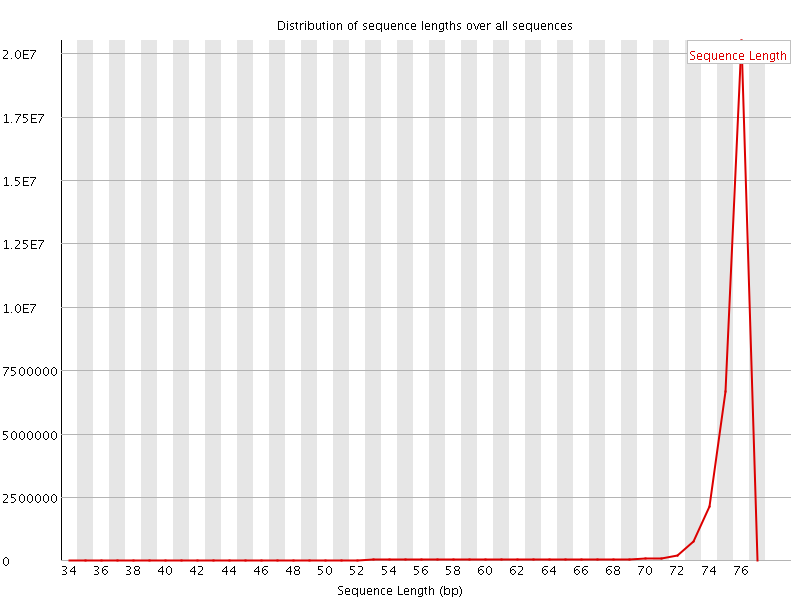 Distribution of sequence lengths over all sequences
Sequence Length
2.0E7
1.75E7
1.5E7
1.25E7
1.0E7
7500000
5000000
2500000
0
34 36 38 40 42 44 46 48 50 52 54 56 58 60 62 64 66 68 70 72 74 76
Sequence Length (bp)